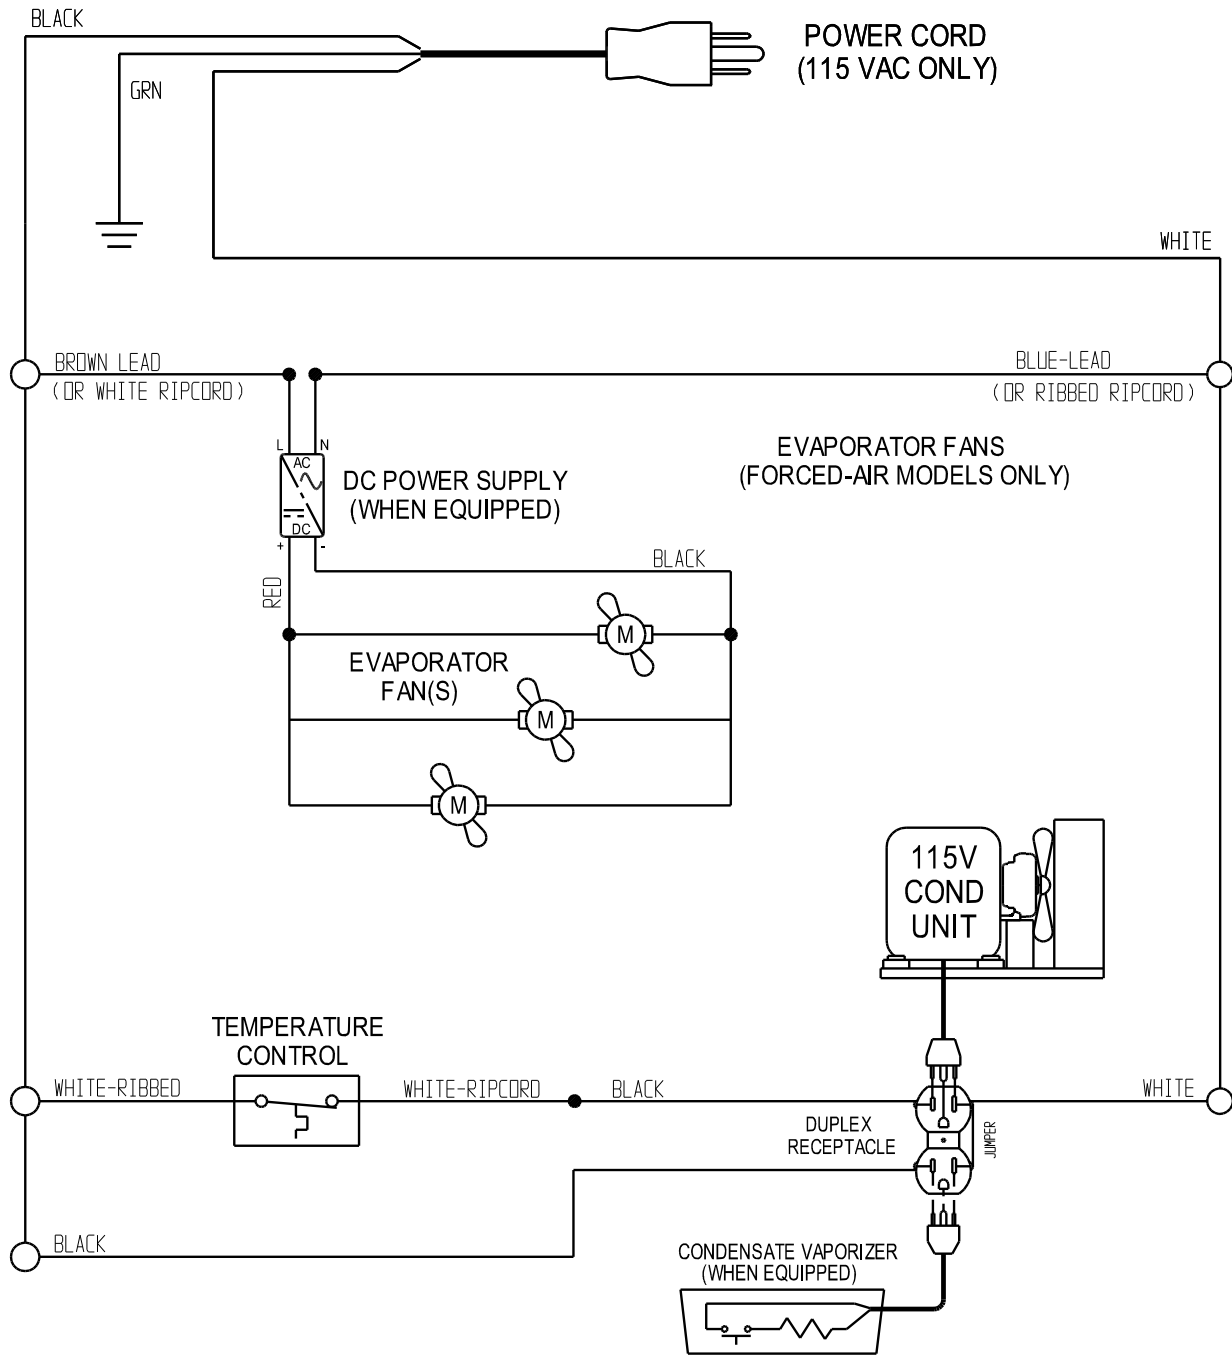 BLACK
POWER CORD
(115 VAC ONLY)
GRN
WHITE
BROWN LEAD
(OR WHITE RIPCORD)
BLUE-LEAD
(OR RIBBED RIPCORD)
L
N
AC
DC
+
-
DC POWER SUPPLY
(WHEN EQUIPPED)
EVAPORATOR FANS
(FORCED-AIR MODELS ONLY)
BLACK
RED
M
EVAPORATOR
FAN(S)
M
M
115V
COND
UNIT
TEMPERATURE
CONTROL
WHITE-RIBBED
WHITE-RIPCORD
BLACK
WHITE
DUPLEX
RECEPTACLE
JUMPER
BLACK
CONDENSATE VAPORIZER
(WHEN EQUIPPED)